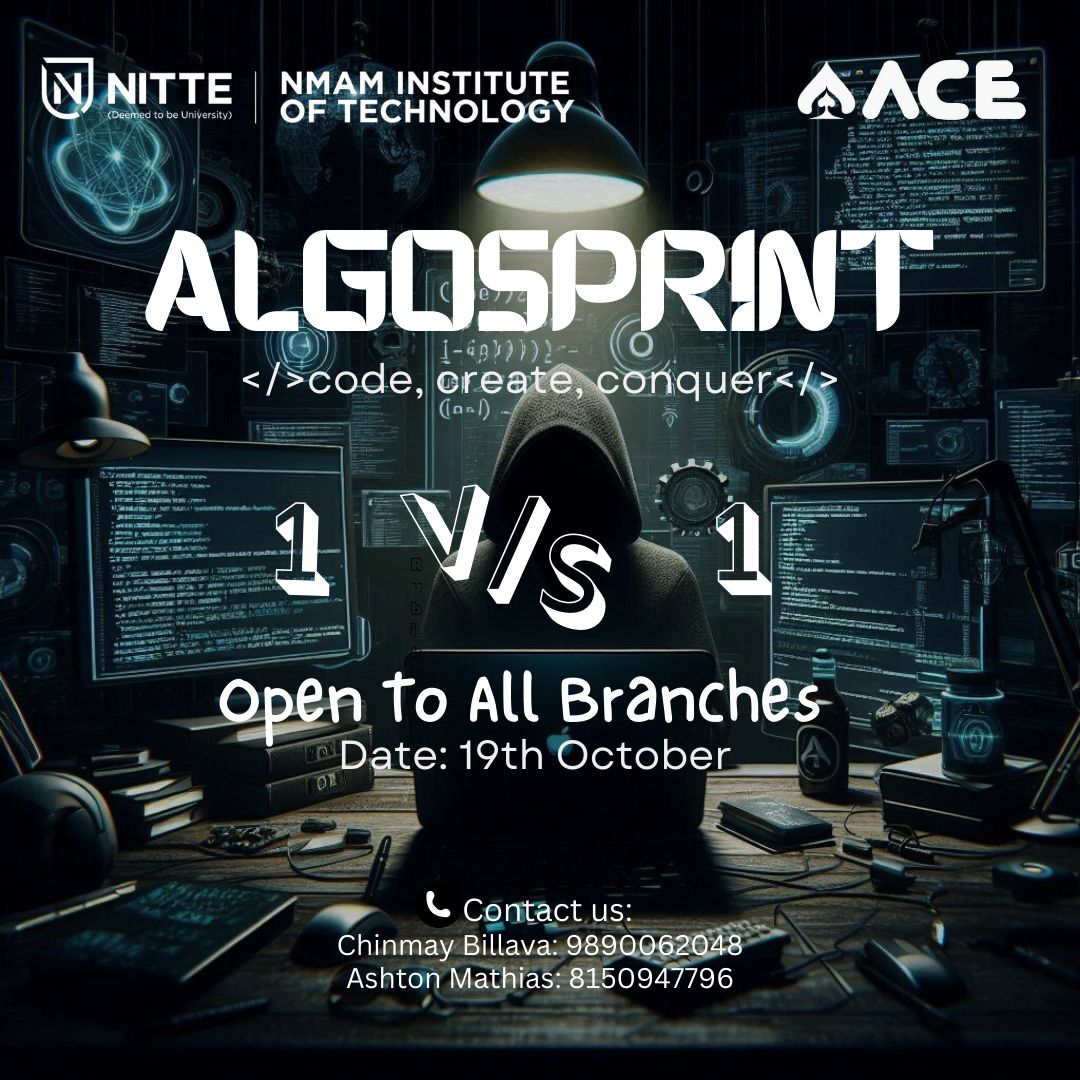 NITTE
(Deemed to be University)
NMAM INSTITUTE
OF TECHNOLOGY
ACE
ALGOSPRINT
</>code, create, conquer</>
1 V/S 1
Open to All Branches
Date: 19th October
Contact us:
Chinmay Billava: 9890062048
Ashton Mathias: 8150947796